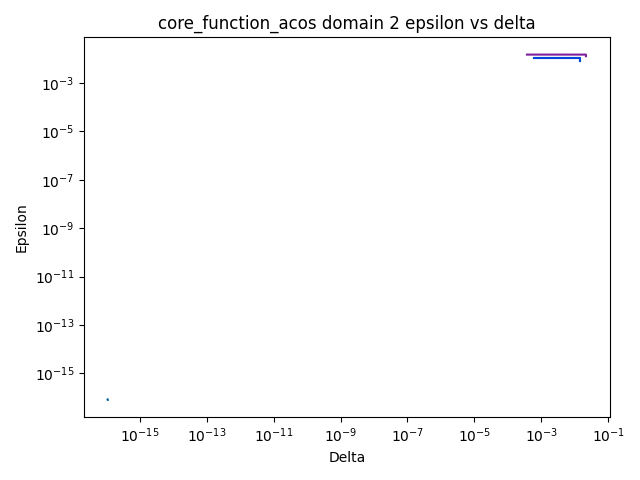 core_function_acos domain 2 epsilon vs delta
Epsilon
10⁻³
10⁻⁵
10⁻⁷
10⁻⁹
10⁻¹¹
10⁻¹³
10⁻¹⁵
10⁻¹⁵ 10⁻¹³ 10⁻¹¹ 10⁻⁹ 10⁻⁷ 10⁻⁵ 10⁻³ 10⁻¹
Delta